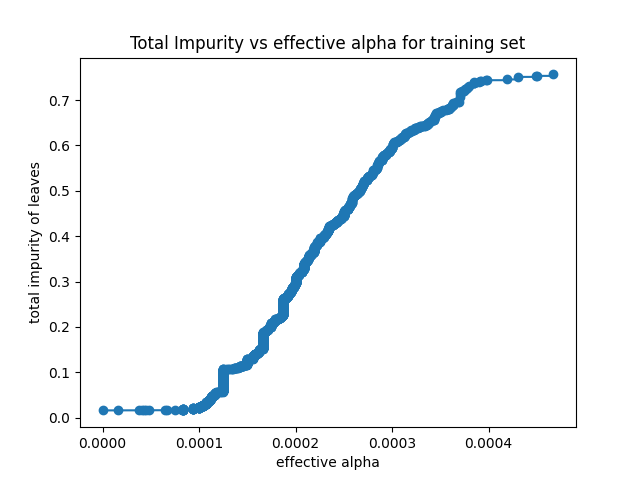 Total Impurity vs effective alpha for training set
total impurity of leaves
0.7
0.6
0.5
0.4
0.3
0.2
0.1
0.0
0.0000 0.0001 0.0002 0.0003 0.0004
effective alpha